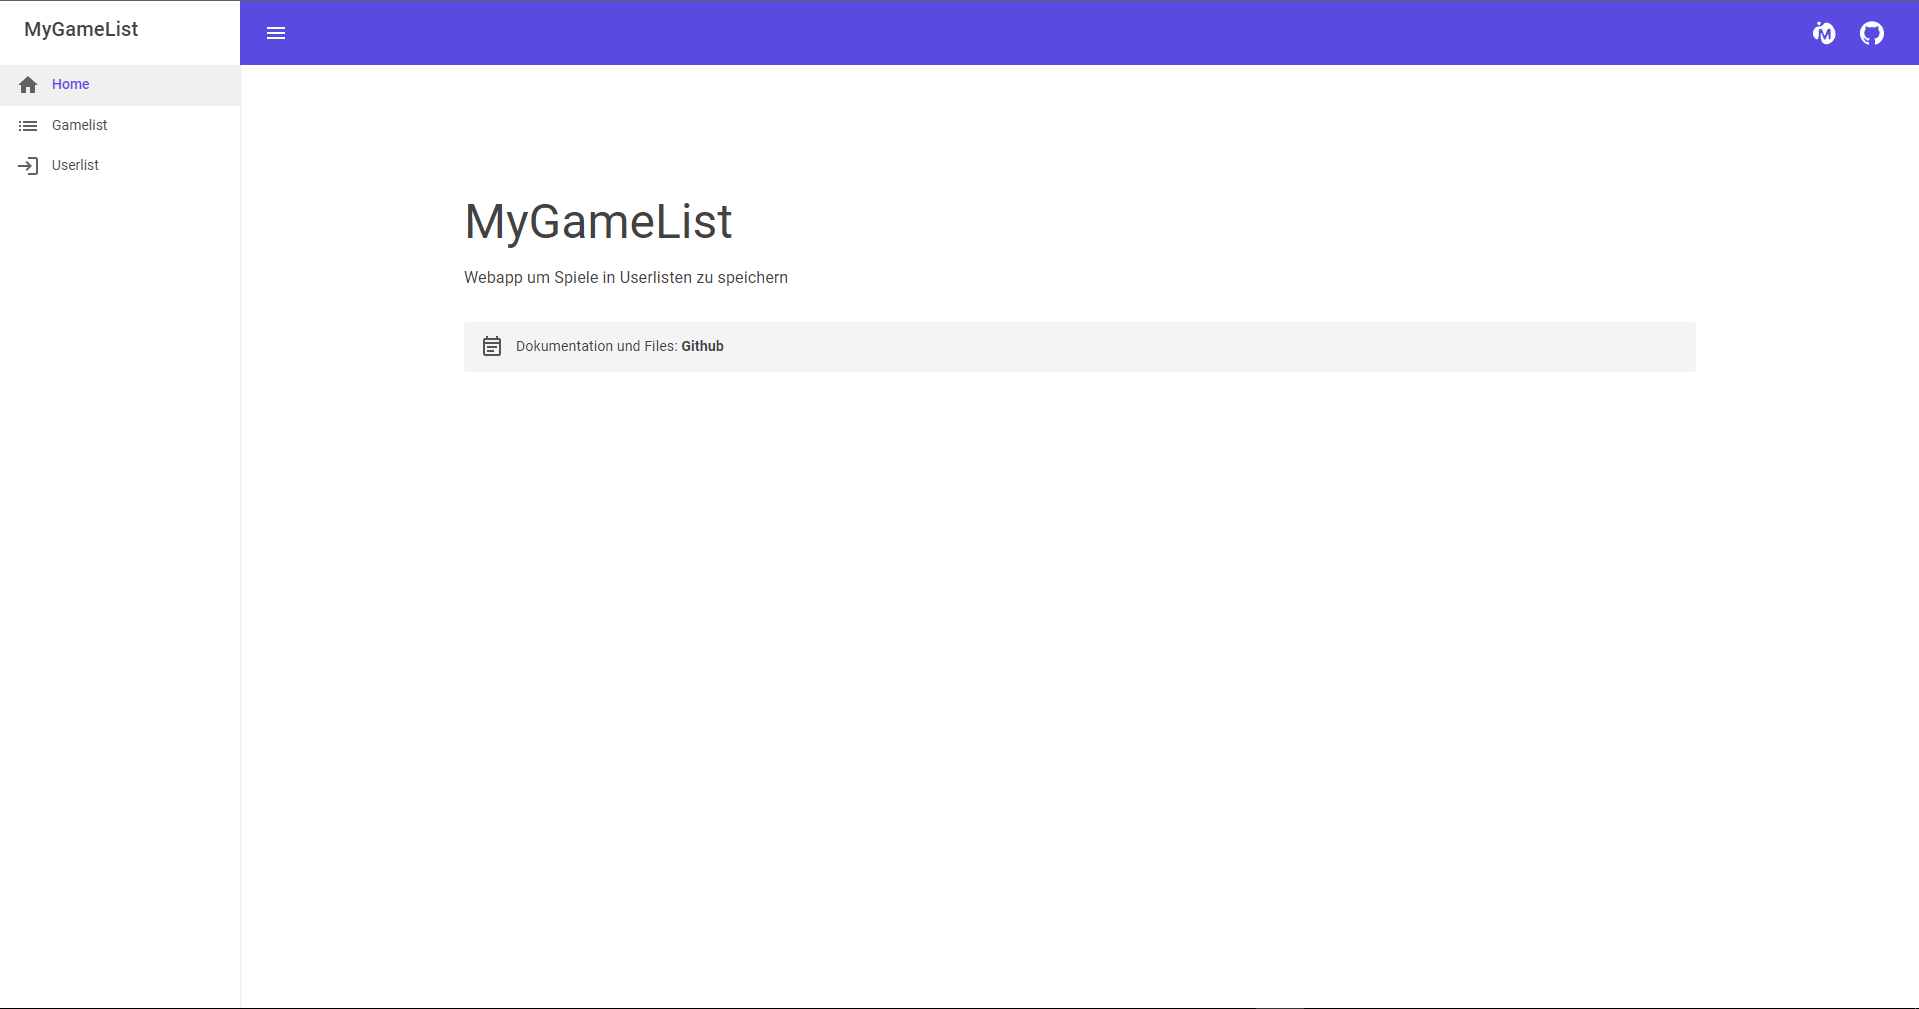 MyGameList
Home
Gamelist
Userlist
MyGameList
Webapp um Spiele in Userlisten zu speichern
Dokumentation und Files: Github